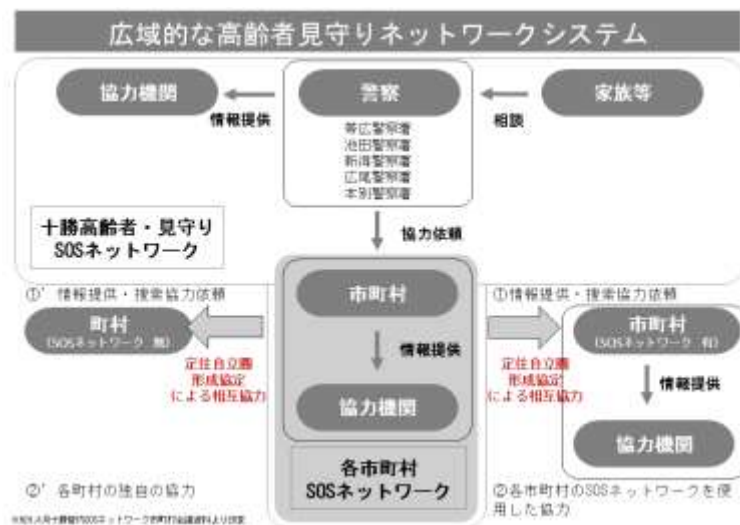 広域的な高齢者見守りネットワークシステム
協力機関
警察
家族等
情報提供
相談
帯広警察署
池田警察署
新得警察署
広尾警察署
本別警察署
十勝高齢者・見守り
SOSネットワーク
協力依頼
①’ 情報提供・捜索協力依頼
①情報提供・捜索協力依頼
町村
(SOSネットワーク 無)
市町村
市町村
(SOSネットワーク 有)
情報提供
情報提供
定住自立圏
形成協定
による相互協力
定住自立圏
形成協定
による相互協力
協力機関
協力機関
各市町村
SOSネットワーク
②’ 各町村の独自の協力
②各市町村のSOSネットワークを使
用した協力